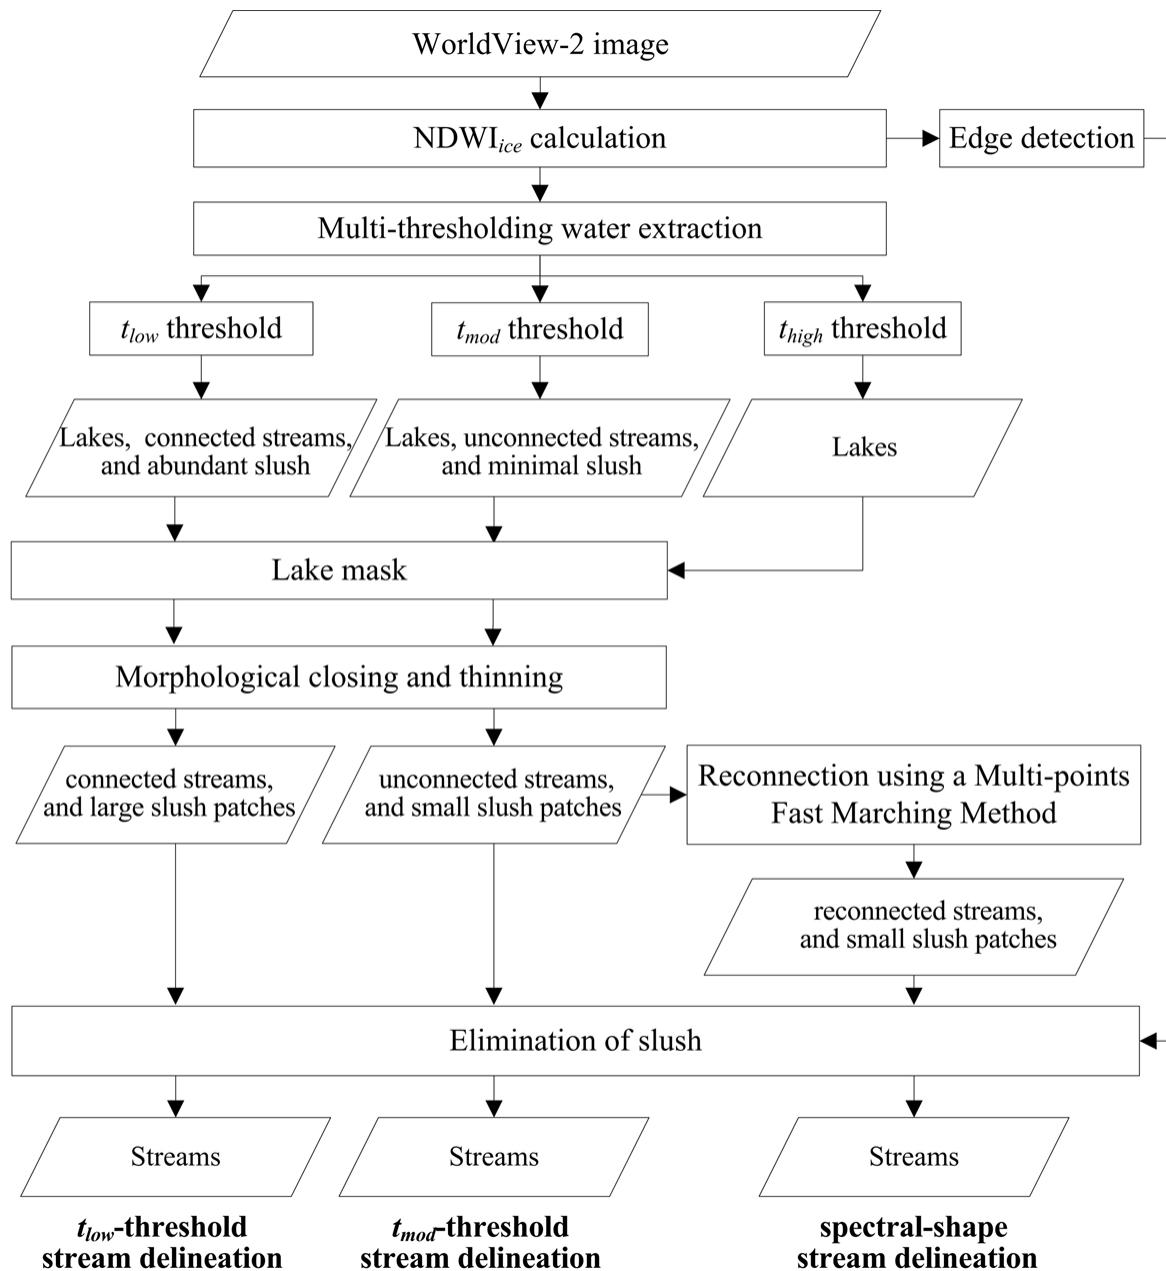 WorldView-2 image
NDWIice calculation
Edge detection
Multi-thresholding water extraction
tlow threshold
tmod threshold
thigh threshold
Lakes, connected streams,
and abundant slush
Lakes, unconnected streams,
and minimal slush
Lakes
Lake mask
Morphological closing and thinning
connected streams,
and large slush patches
unconnected streams,
and small slush patches
Reconnection using a Multi-points
Fast Marching Method
reconnected streams,
and small slush patches
Elimination of slush
Streams
Streams
Streams
tlow-threshold
stream delineation
tmod-threshold
stream delineation
spectral-shape
stream delineation